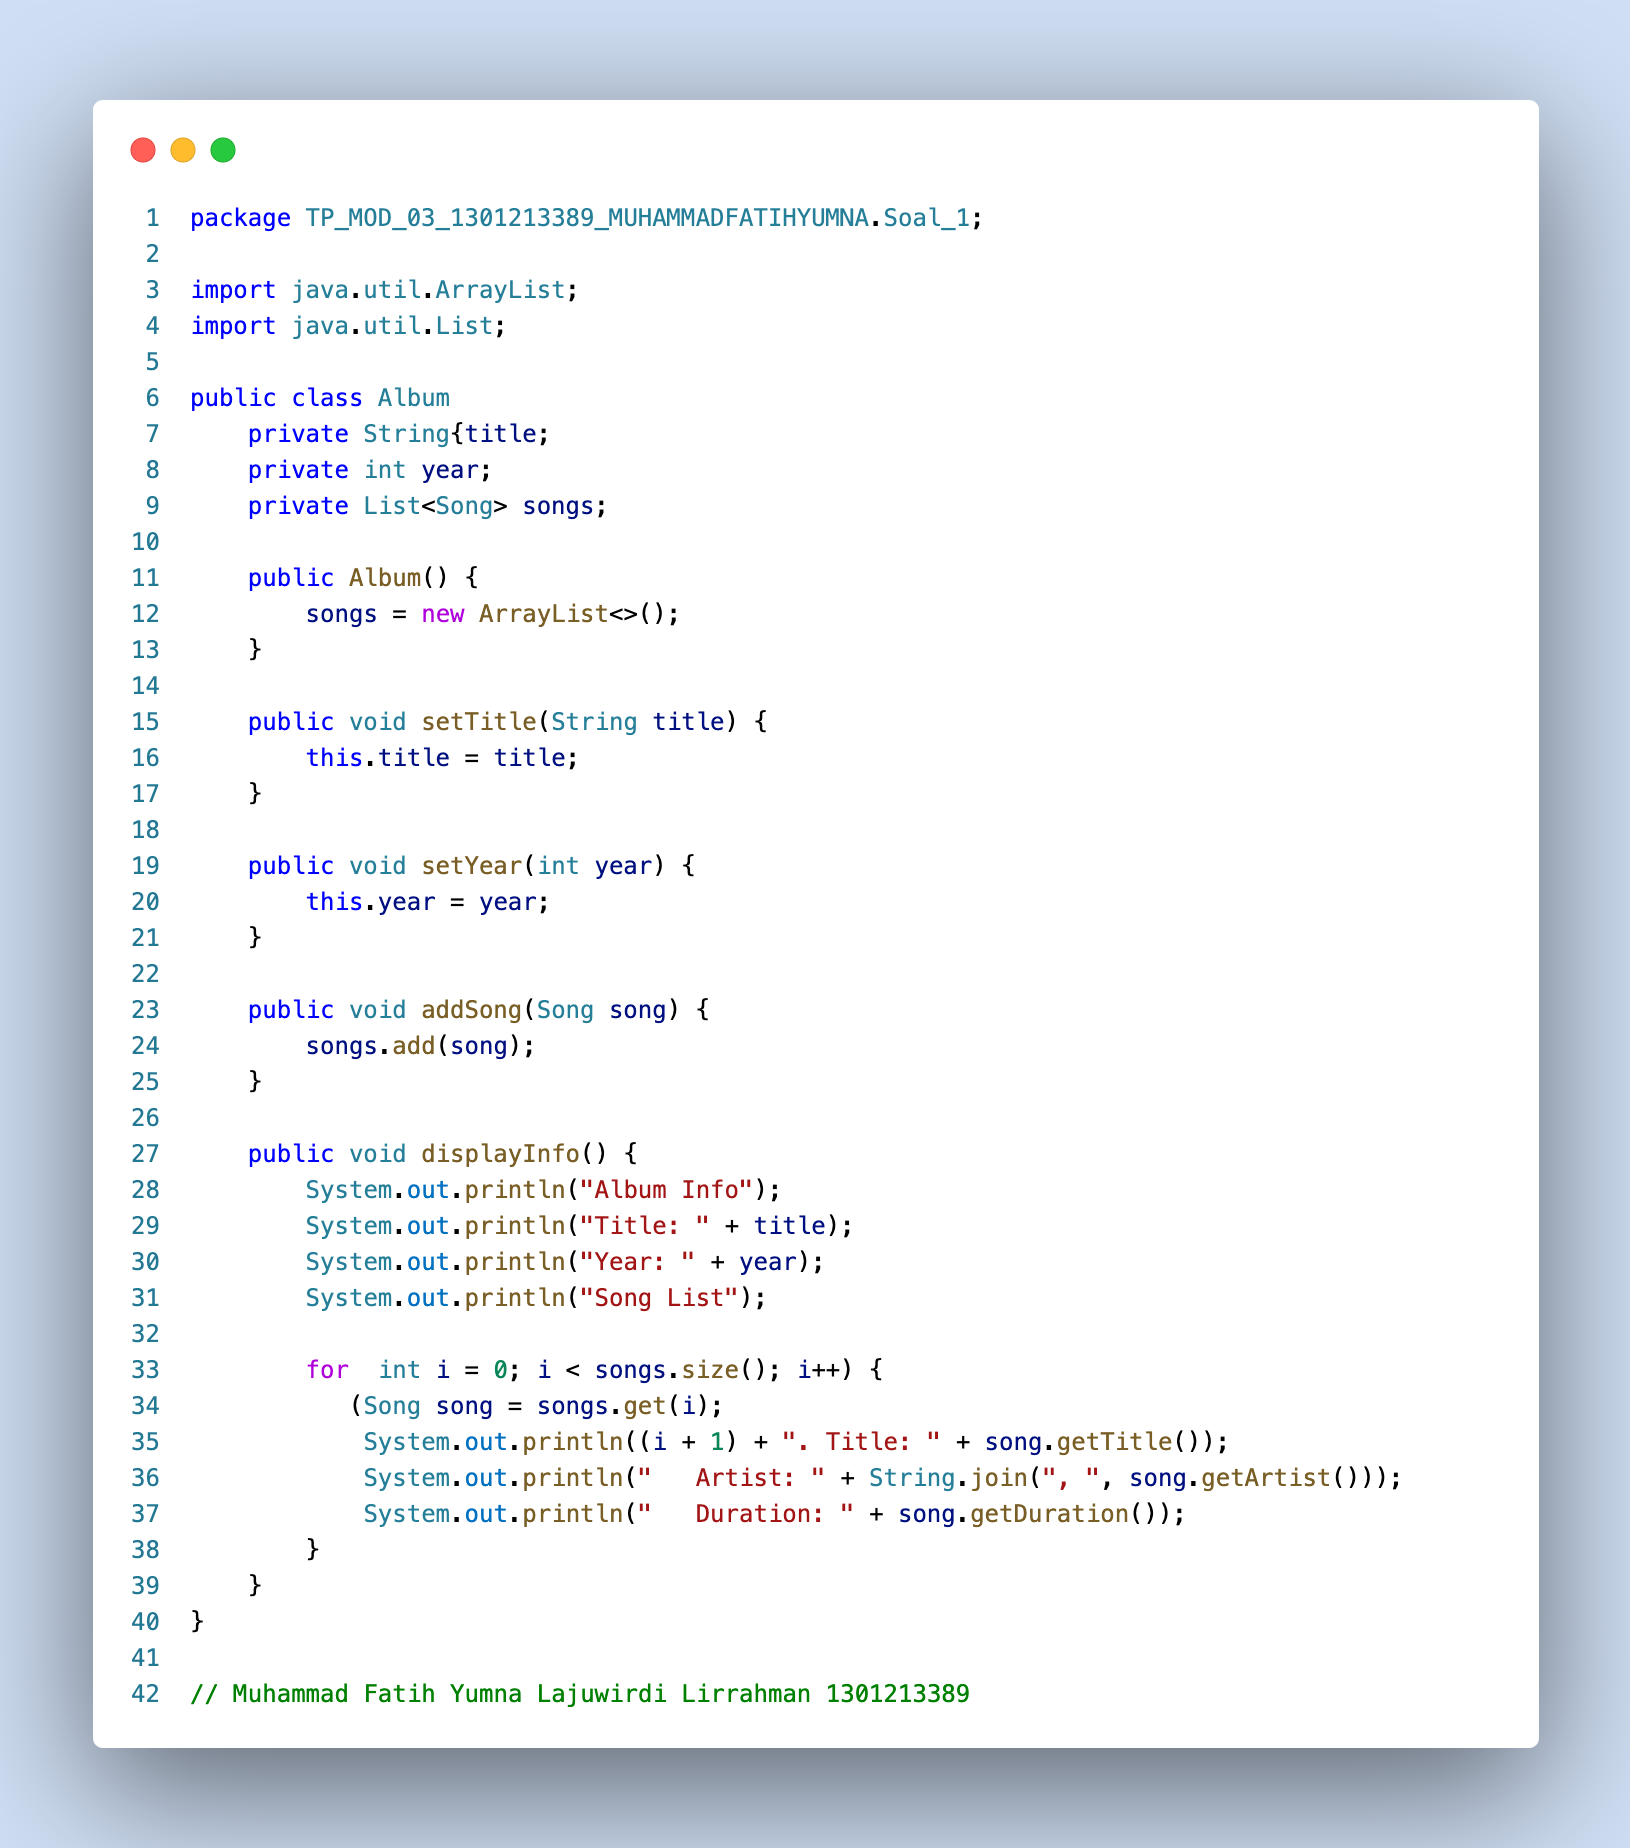 1 package TP_MOD_03_1301213389_MUHAMMADFATIHYUMNA.Soal_1;
2
3 import java.util.ArrayList;
4 import java.util.List;
5
6 public class Album
7     private String{title;
8     private int year;
9     private List<Song> songs;
10
11     public Album() {
12         songs = new ArrayList<>();
13     }
14
15     public void setTitle(String title) {
16         this.title = title;
17     }
18
19     public void setYear(int year) {
20         this.year = year;
21     }
22
23     public void addSong(Song song) {
24         songs.add(song);
25     }
26
27     public void displayInfo() {
28         System.out.println("Album Info");
29         System.out.println("Title: " + title);
30         System.out.println("Year: " + year);
31         System.out.println("Song List");
32
33         for  int i = 0; i < songs.size(); i++) {
34            (Song song = songs.get(i);
35             System.out.println((i + 1) + ". Title: " + song.getTitle());
36             System.out.println("   Artist: " + String.join(", ", song.getArtist()));
37             System.out.println("   Duration: " + song.getDuration());
38         }
39     }
40 }
41
42 // Muhammad Fatih Yumna Lajuwirdi Lirrahman 1301213389